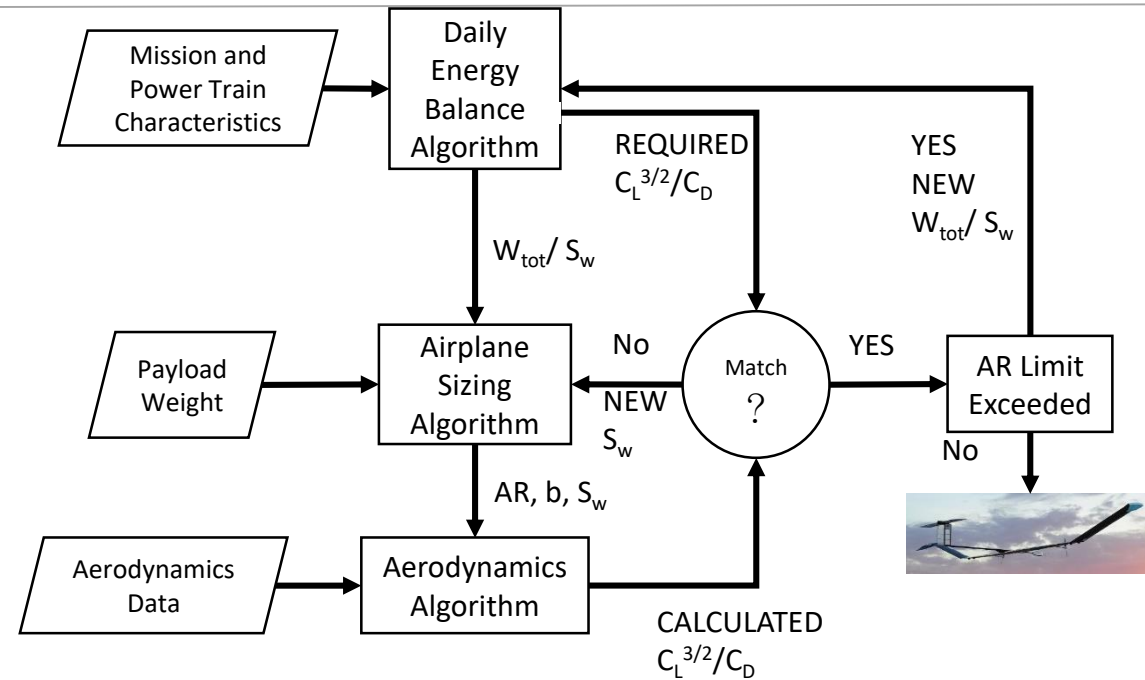 Mission and
Power Train
Characteristics
Daily
Energy
Balance
Algorithm
REQUIRED
C_L^3/2/C_D
YES
NEW
W_tot/ S_w
W_tot/ S_w
Payload
Weight
Airplane
Sizing
Algorithm
No
NEW
S_w
Match
?
YES
AR Limit
Exceeded
No
AR, b, S_w
Aerodynamics
Data
Aerodynamics
Algorithm
CALCULATED
C_L^3/2/C_D